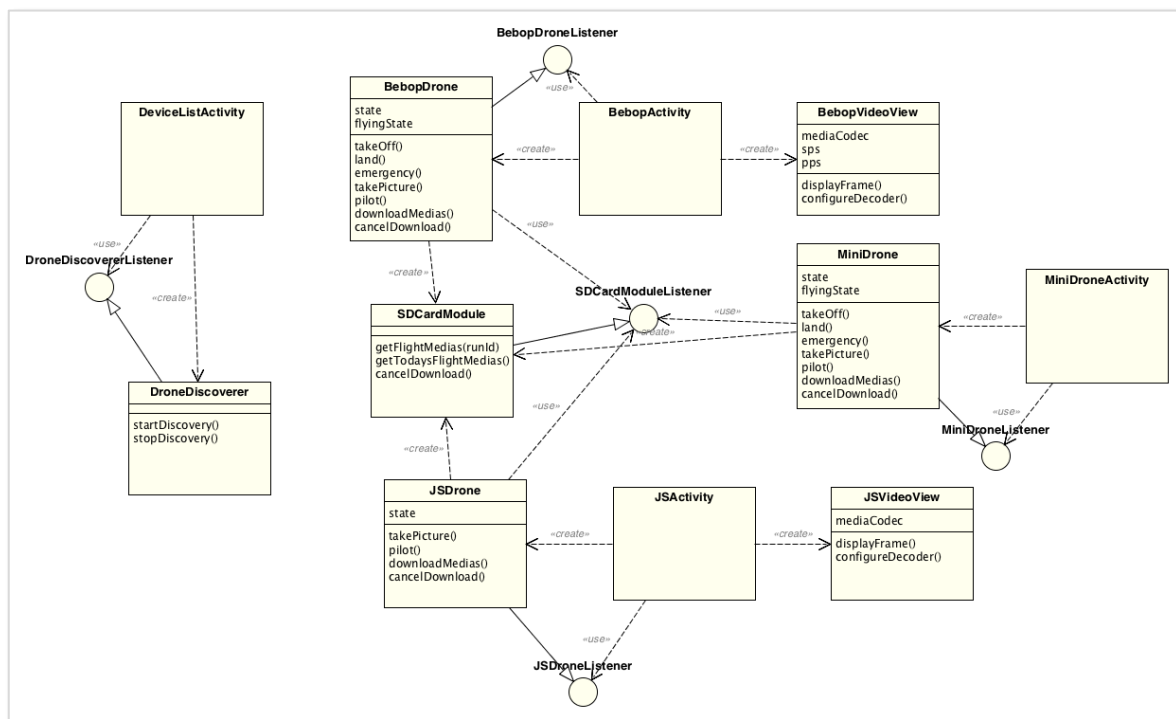 BebopDroneListener
BebopDrone
state
flyingState
takeOff()
land()
emergency()
takePicture()
pilot()
downloadMedias()
cancelDownload()
«use»
DeviceListActivity
BebopActivity
BebopVideoView
mediaCodec
sps
pps
displayFrame()
configureDecoder()
«create»
«create»
«use»
«use»
DroneDiscovererListener
«create»
«create»
SDCardModuleListener
MiniDrone
state
flyingState
takeOff()
land()
emergency()
takePicture()
pilot()
downloadMedias()
cancelDownload()
MiniDroneActivity
SDCardModule
getFlightMedias(runId)
getTodaysFlightMedias()
cancelDownload()
«use»
«create»
«create»
DroneDiscoverer
startDiscovery()
stopDiscovery()
«use»
«use»
MiniDroneListener
«create»
JSDrone
state
takePicture()
pilot()
downloadMedias()
cancelDownload()
JSActivity
JSVideoView
mediaCodec
displayFrame()
configureDecoder()
«create»
«create»
«use»
JSDroneListener